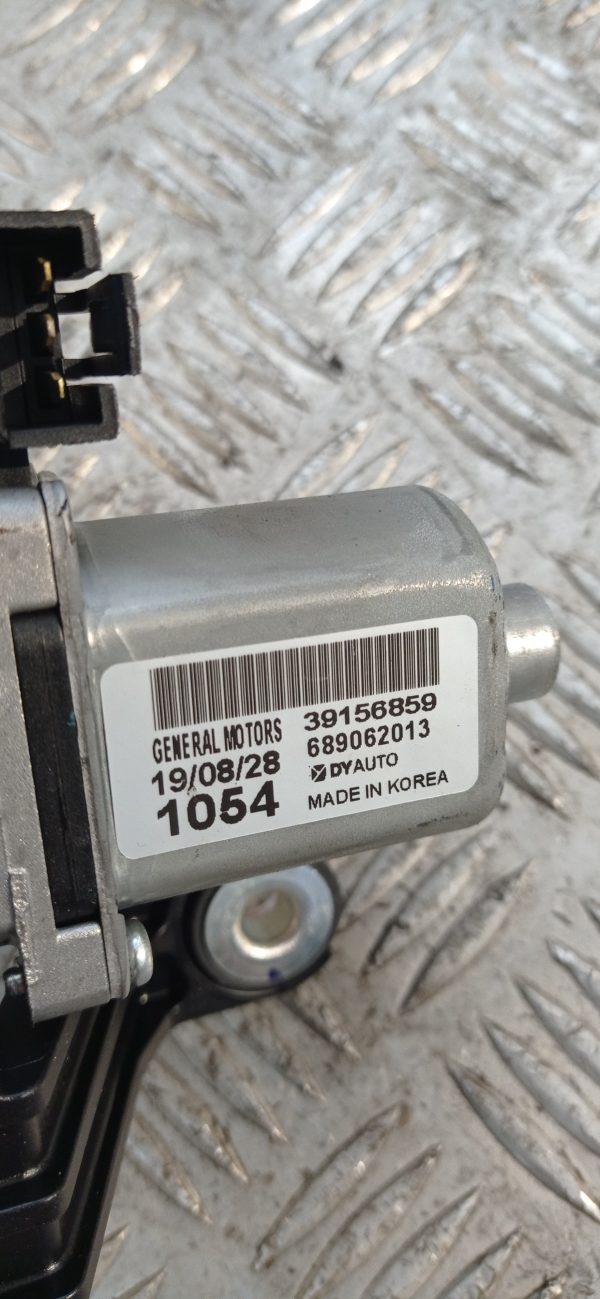 GENERAL MOTORS 39156859
19/08/28 689062013
1054 DYAUTO
MADE IN KOREA